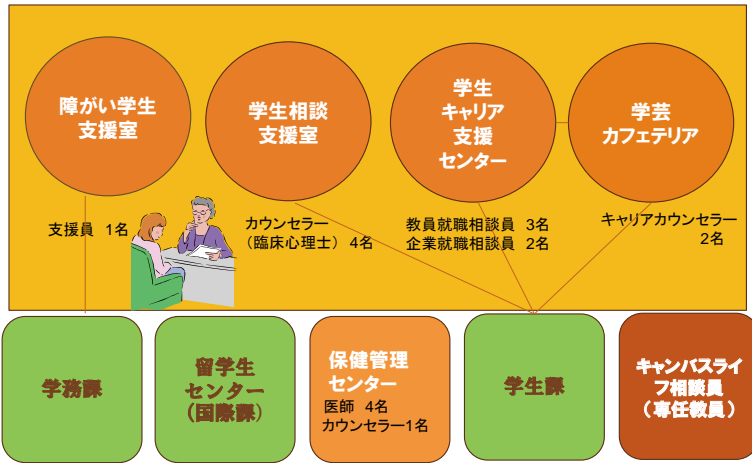 障がい学生
支援室
学生相談
支援室
学生
キャリア
支援
センター
学芸
カフェテリア
支援員 1名
カウンセラー
（臨床心理士）4名
教員就職相談員 3名
企業就職相談員 2名
キャリアカウンセラー
2名
学務課
留学生
センター
（国際課）
保健管理
センター
医師 4名
カウンセラー1名
学生課
キャンパスライ
フ相談員
（専任教員）